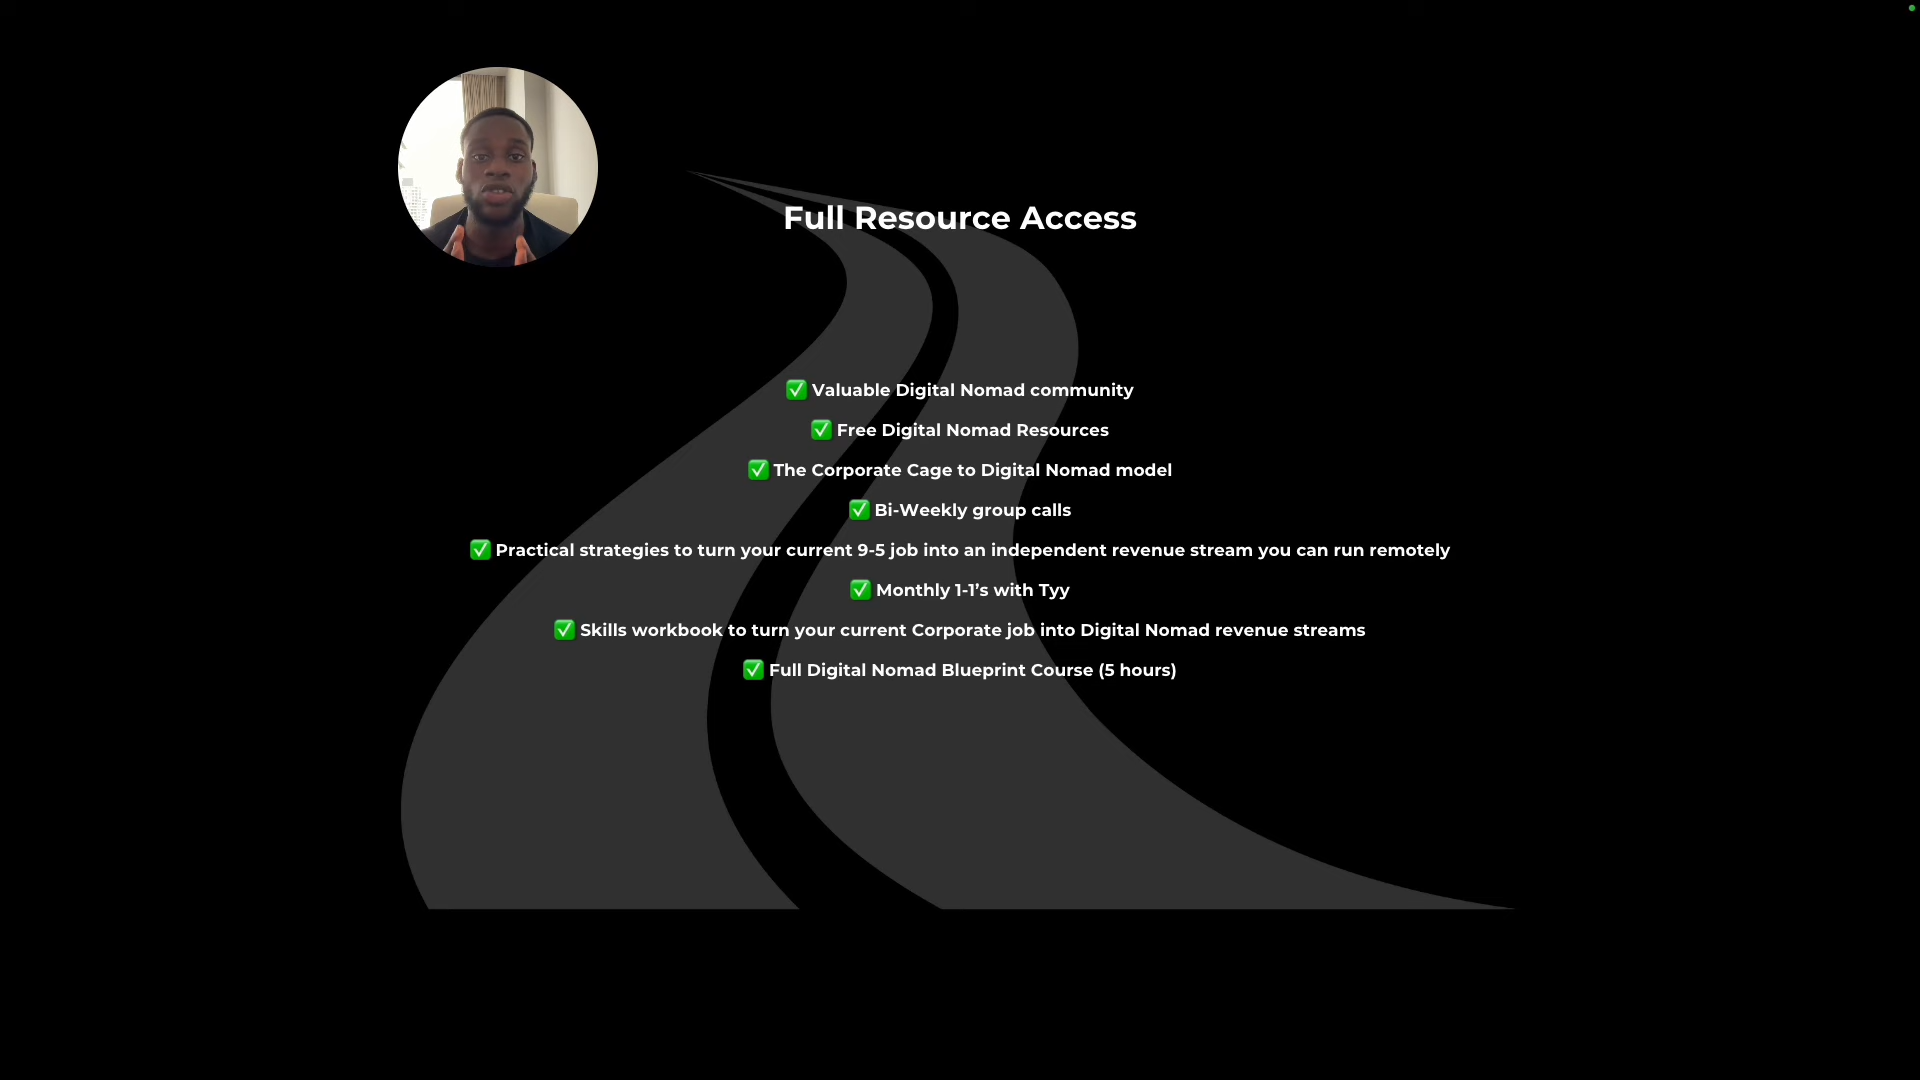 Full Resource Access
✅ Valuable Digital Nomad community
✅ Free Digital Nomad Resources
✅ The Corporate Cage to Digital Nomad model
✅ Bi-Weekly group calls
✅ Practical strategies to turn your current 9-5 job into an independent revenue stream you can run remotely
✅ Monthly 1-1’s with Tyy
✅ Skills workbook to turn your current Corporate job into Digital Nomad revenue streams
✅ Full Digital Nomad Blueprint Course (5 hours)